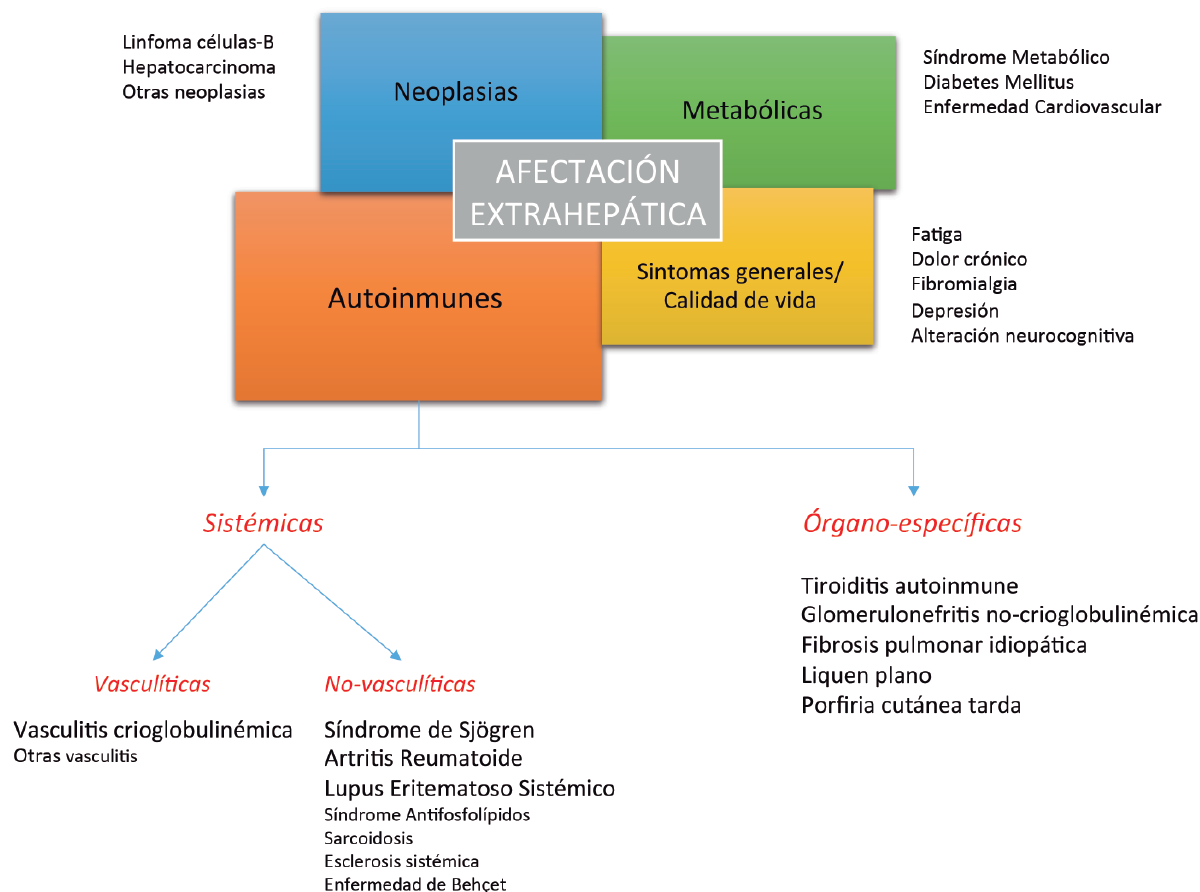 Linfoma células-B
Hepatocarcinoma
Otras neoplasias
Neoplasias
Metabólicas
Síndrome Metabólico
Diabetes Mellitus
Enfermedad Cardiovascular
AFECTACIÓN
EXTRAHEPÁTICA
Autoinmunes
Sintomas generales/
Calidad de vida
Fatiga
Dolor crónico
Fibromialgia
Depresión
Alteración neurocognitiva
Sistémicas
Órgano-específicas
Tiroiditis autoinmune
Glomerulonefritis no-crioglobulinémica
Fibrosis pulmonar idiopática
Liquen plano
Porfiria cutánea tarda
Vasculíticas
Vasculitis crioglobulinémica
Otras vasculitis
No-vasculíticas
Síndrome de Sjögren
Artritis Reumatoide
Lupus Eritematoso Sistémico
Síndrome Antifosfolípidos
Sarcoidosis
Esclerosis sistémica
Enfermedad de Behçet